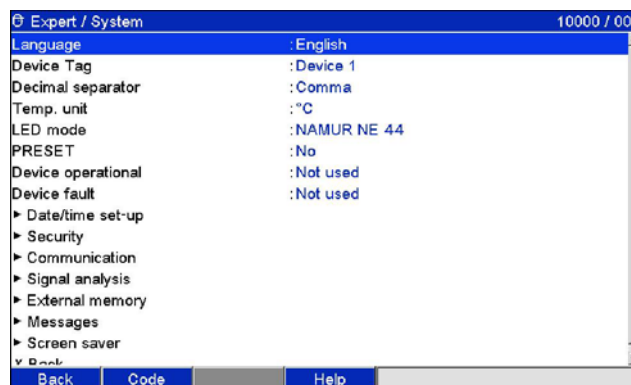 Expert / System 10000 / 00
Language :English
Device Tag :Device 1
Decimal separator :Comma
Temp. unit :°C
LED mode :NAMUR NE 44
PRESET :No
Device operational :Not used
Device fault :Not used
► Date/time set-up
► Security
► Communication
► Signal analysis
► External memory
► Messages
► Screen saver
x Back
Back Code Help